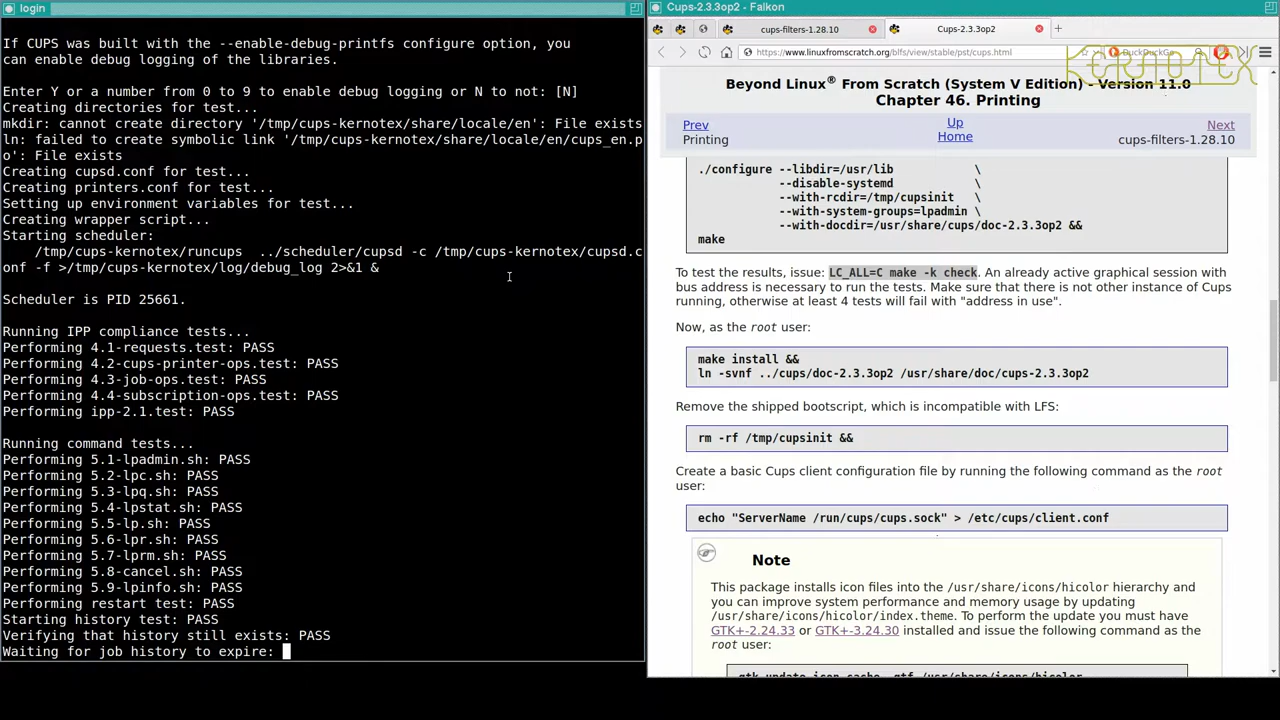 login
If CUPS was built with the --enable-debug-printfs configure option, you
can enable debug logging of the libraries.
Enter Y or a number from 0 to 9 to enable debug logging or N to not: [N]
Creating directories for test...
mkdir: cannot create directory '/tmp/cups-kernotex/share/locale/en': File exists
ln: failed to create symbolic link '/tmp/cups-kernotex/share/locale/en/cups_en.p
o': File exists
Creating cupsd.conf for test...
Creating printers.conf for test...
Setting up environment variables for test...
Creating wrapper script...
Starting scheduler:
    /tmp/cups-kernotex/runcups  ../scheduler/cupsd -c /tmp/cups-kernotex/cupsd.c
onf -f >/tmp/cups-kernotex/log/debug_log 2>&1 &
Scheduler is PID 25661.
Running IPP compliance tests...
Performing 4.1-requests.test: PASS
Performing 4.2-cups-printer-ops.test: PASS
Performing 4.3-job-ops.test: PASS
Performing 4.4-subscription-ops.test: PASS
Performing ipp-2.1.test: PASS
Running command tests...
Performing 5.1-lpadmin.sh: PASS
Performing 5.2-lpc.sh: PASS
Performing 5.3-lpq.sh: PASS
Performing 5.4-lpstat.sh: PASS
Performing 5.5-lp.sh: PASS
Performing 5.6-lpr.sh: PASS
Performing 5.7-lprm.sh: PASS
Performing 5.8-cancel.sh: PASS
Performing 5.9-lpinfo.sh: PASS
Performing restart test: PASS
Starting history test: PASS
Verifying that history still exists: PASS
Waiting for job history to expire:
Cups-2.3.3op2 - Falkon
cups-filters-1.28.10
Cups-2.3.3op2
https://www.linuxfromscratch.org/blfs/view/stable/pst/cups.html
DuckDuckGo
KERNOTEX
Beyond Linux® From Scratch (System V Edition) - Version 11.0
Chapter 46. Printing
Prev
Up
Next
Printing
Home
cups-filters-1.28.10
./configure --libdir=/usr/lib \
--disable-systemd \
--with-rcdir=/tmp/cupsinit \
--with-system-groups=lpadmin \
--with-docdir=/usr/share/cups/doc-2.3.3op2 &&
make
To test the results, issue: LC_ALL=C make -k check. An already active graphical session with
bus address is necessary to run the tests. Make sure that there is not other instance of Cups
running, otherwise at least 4 tests will fail with "address in use".
Now, as the root user:
make install &&
ln -svnf ../cups/doc-2.3.3op2 /usr/share/doc/cups-2.3.3op2
Remove the shipped bootscript, which is incompatible with LFS:
rm -rf /tmp/cupsinit &&
Create a basic Cups client configuration file by running the following command as the root
user:
echo "ServerName /run/cups/cups.sock" > /etc/cups/client.conf
Note
This package installs icon files into the /usr/share/icons/hicolor hierarchy and
you can improve system performance and memory usage by updating
/usr/share/icons/hicolor/index.theme. To perform the update you must have
GTK+-2.24.33 or GTK+-3.24.30 installed and issue the following command as the
root user:
gtk-update-icon-cache -qtf /usr/share/icons/hicolor